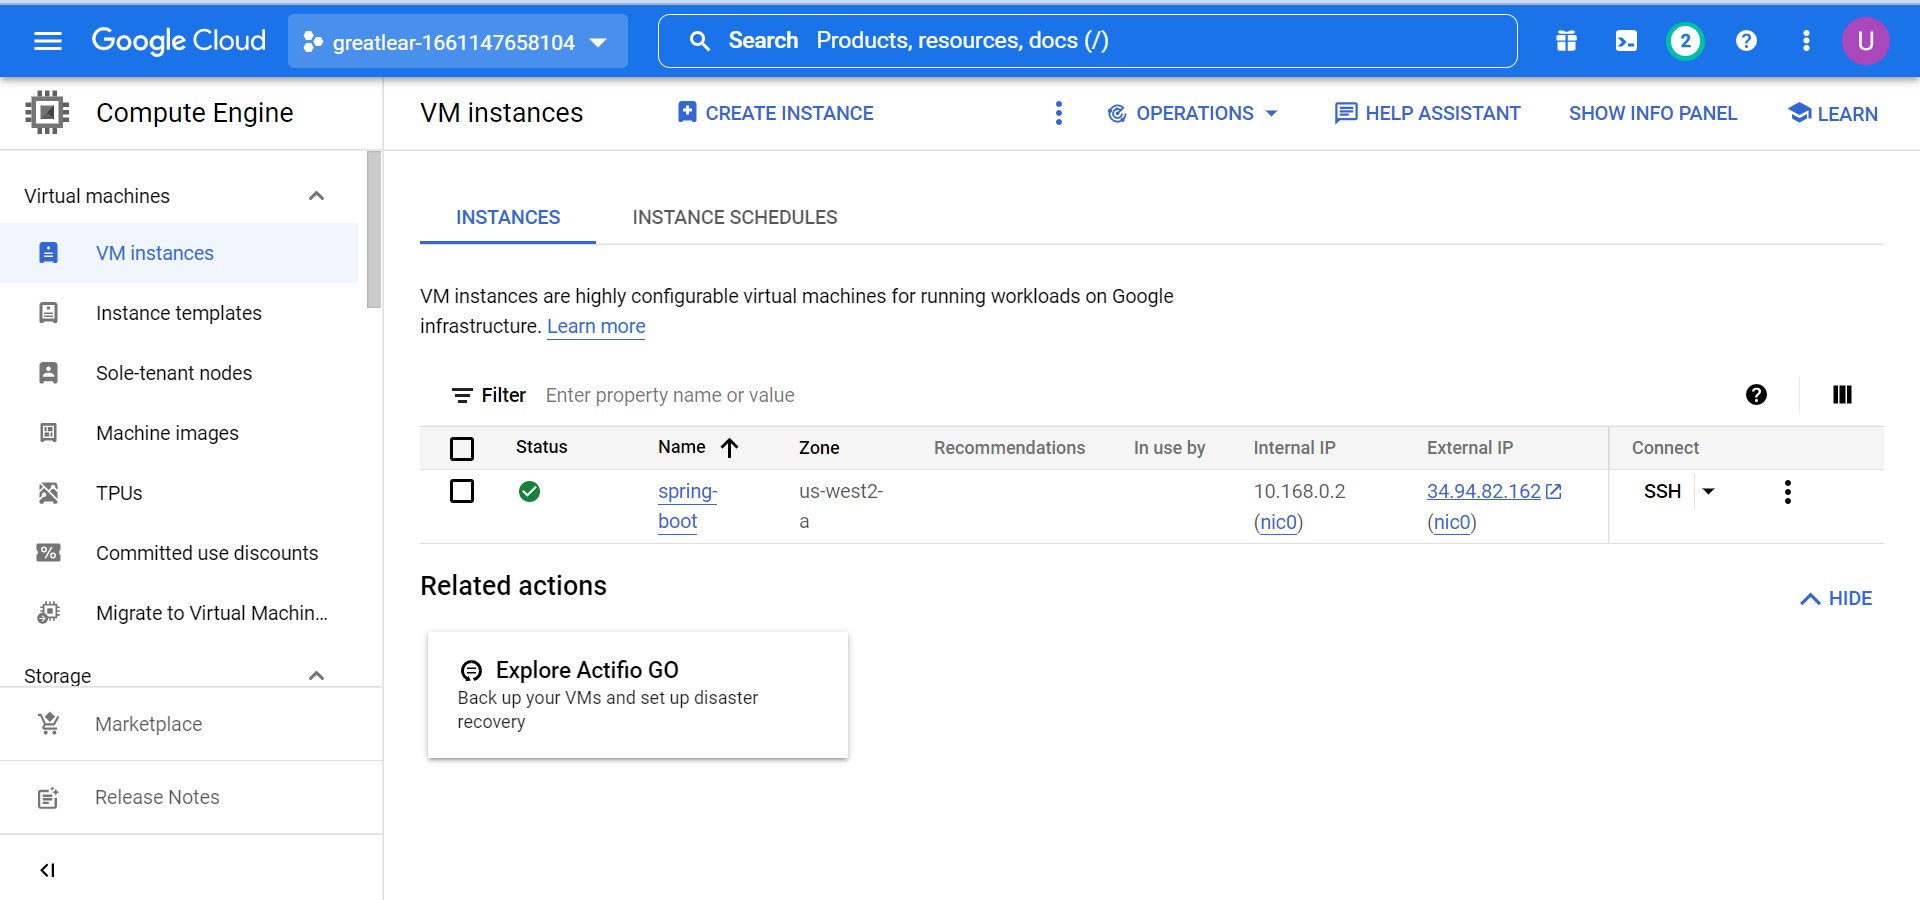 Google Cloud
greatlear-1661147658104
Search Products, resources, docs (/)
2
U
Compute Engine
VM instances
CREATE INSTANCE
OPERATIONS
HELP ASSISTANT
SHOW INFO PANEL
LEARN
Virtual machines
VM instances
Instance templates
Sole-tenant nodes
Machine images
TPUs
Committed use discounts
Migrate to Virtual Machin...
Storage
Marketplace
Release Notes
INSTANCES
INSTANCE SCHEDULES
VM instances are highly configurable virtual machines for running workloads on Google
infrastructure. Learn more
Filter Enter property name or value
Status Name Zone Recommendations In use by Internal IP External IP Connect
spring- us-west2- 10.168.0.2 34.94.82.162 SSH
boot a (nic0) (nic0)
Related actions
HIDE
Explore Actifio GO
Back up your VMs and set up disaster
recovery